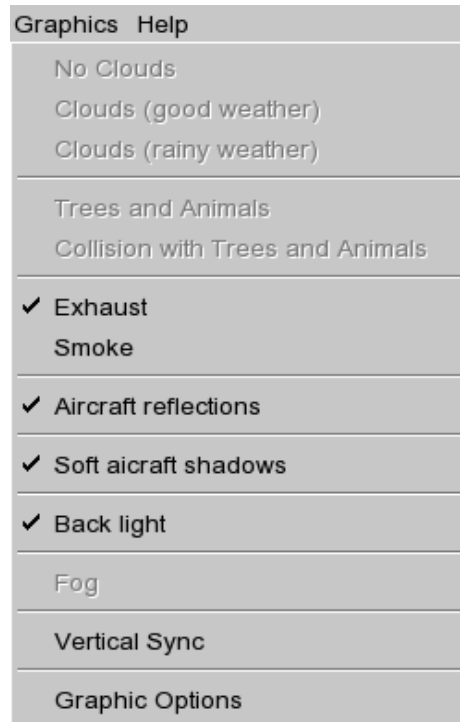 Graphics Help
No Clouds
Clouds (good weather)
Clouds (rainy weather)
Trees and Animals
Collision with Trees and Animals
Exhaust
Smoke
Aircraft reflections
Soft aicraft shadows
Back light
Fog
Vertical Sync
Graphic Options